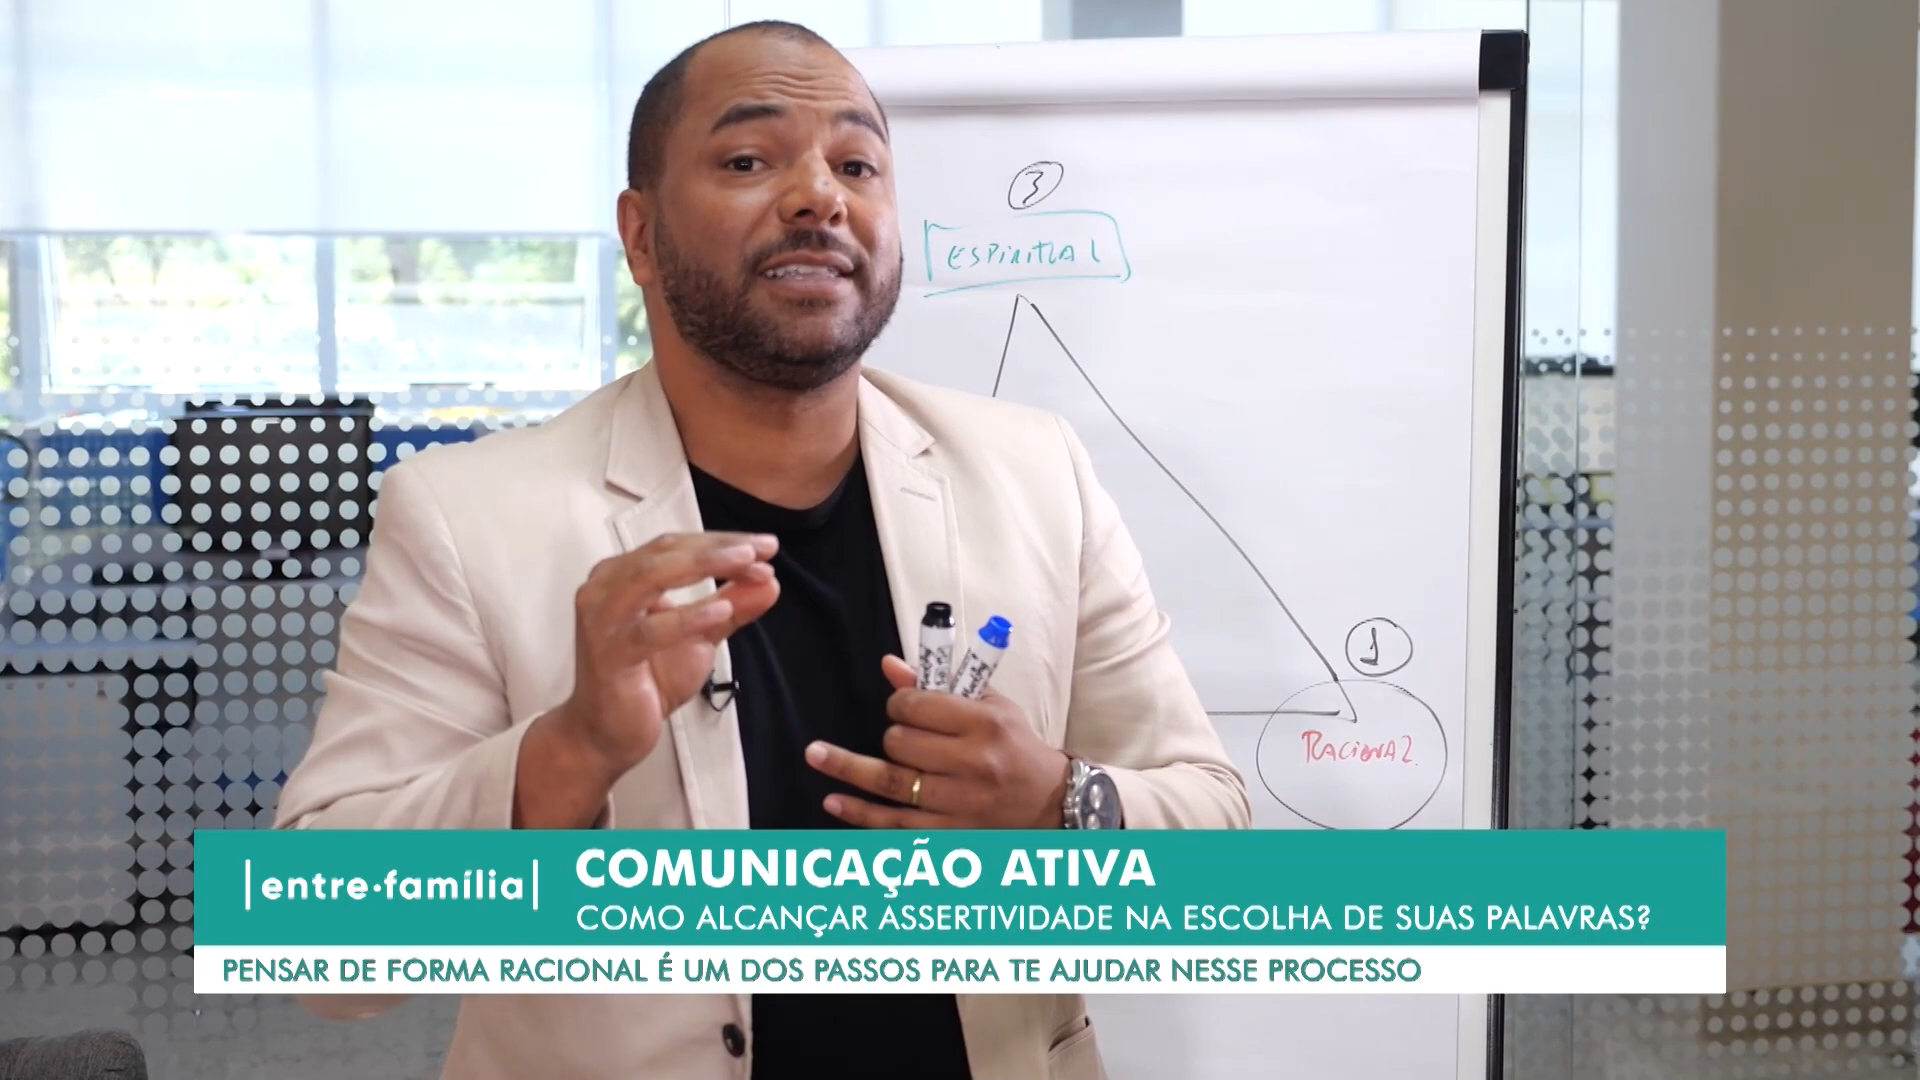 3
ESPIRITUAL
1
RACIONAL
|entre•família|
COMUNICAÇÃO ATIVA
COMO ALCANÇAR ASSERTIVIDADE NA ESCOLHA DE SUAS PALAVRAS?
PENSAR DE FORMA RACIONAL É UM DOS PASSOS PARA TE AJUDAR NESSE PROCESSO